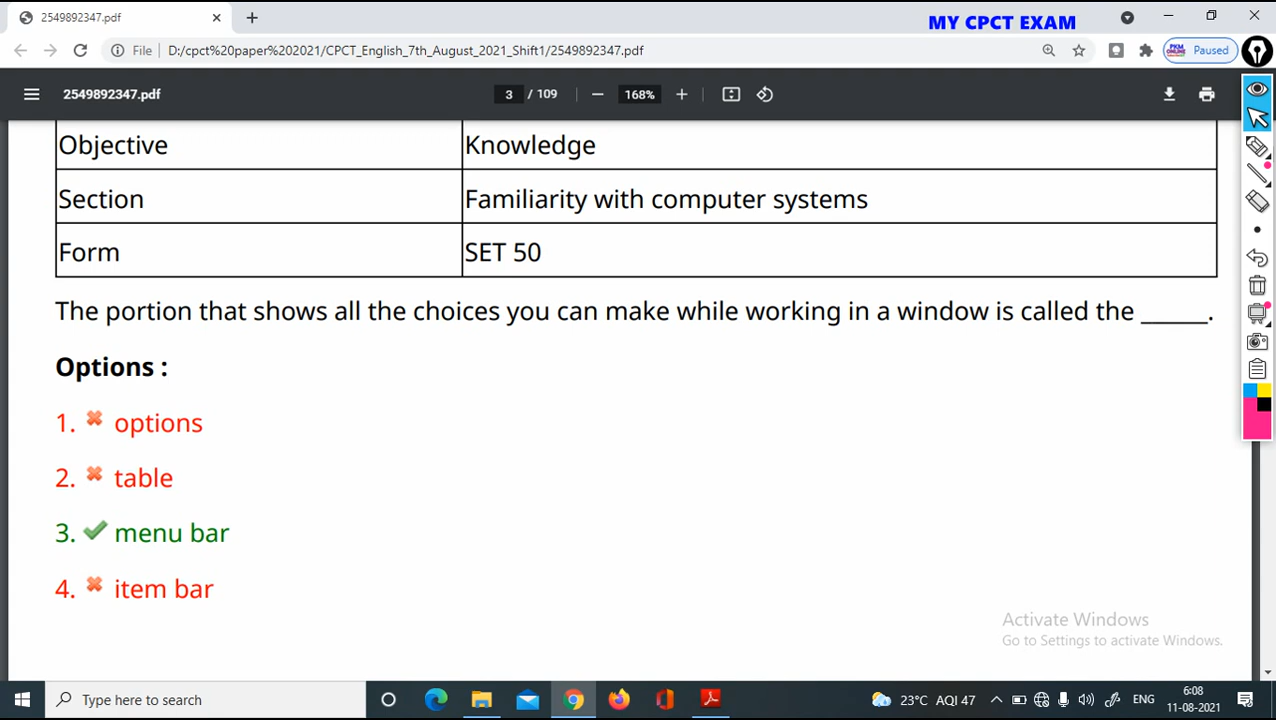 2549892347.pdf
MY CPCT EXAM
File
D:/cpct%20paper%202021/CPCT_English_7th_August_2021_Shift1/2549892347.pdf
Paused
2549892347.pdf
3 / 109
168%
Objective Knowledge
Section Familiarity with computer systems
Form SET 50
The portion that shows all the choices you can make while working in a window is called the ______.
Options :
1. options
2. table
3. menu bar
4. item bar
Activate Windows
Go to Settings to activate Windows.
Type here to search
23°C AQI 47
ENG
6:08
11-08-2021